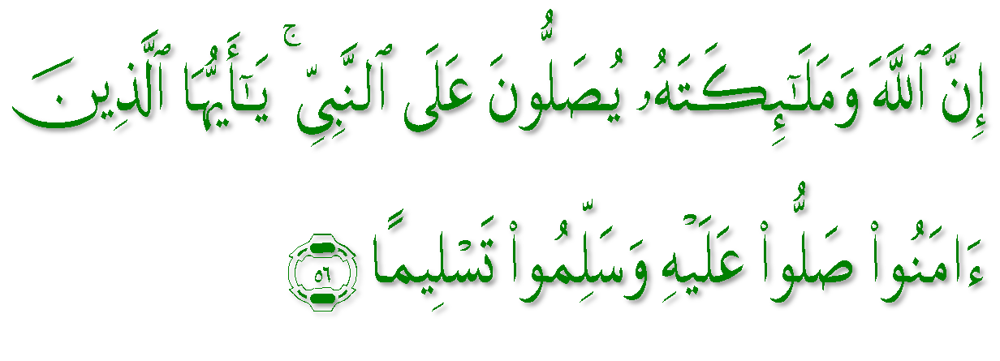 إِنَّ ٱللَّهَ وَمَلَـٰٓئِكَتَهُۥ يُصَلُّونَ عَلَى ٱلنَّبِىِّ ۚ يَـٰٓأَيُّهَا ٱلَّذِينَ
ءَامَنُوا۟ صَلُّوا۟ عَلَيْهِ وَسَلِّمُوا۟ تَسْلِيمًا ٥٦